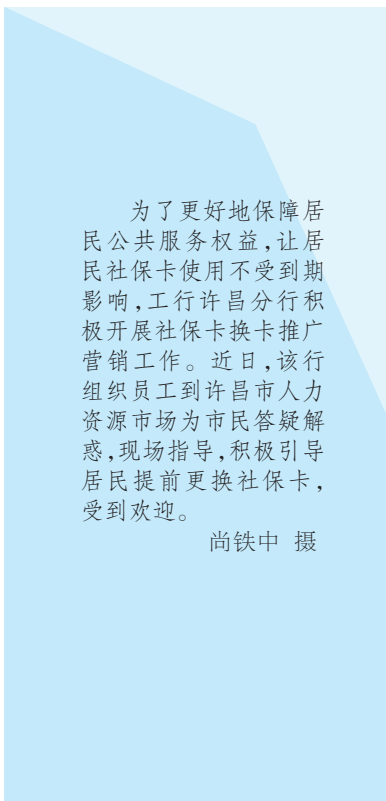 为了更好地保障居
民公共服务权益,让居
民社保卡使用不受到期
影响,工行许昌分行积
极开展社保卡换卡推广
营销工作。近日,该行
组织员工到许昌市人力
资源市场为市民答疑解
惑,现场指导,积极引导
居民提前更换社保卡,
受到欢迎。
尚铁中 摄